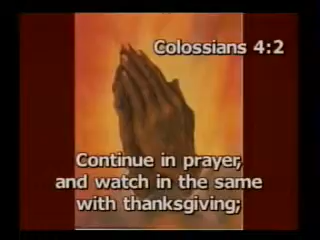 Colossians 4:2
Continue in prayer,
and watch in the same
with thanksgiving;